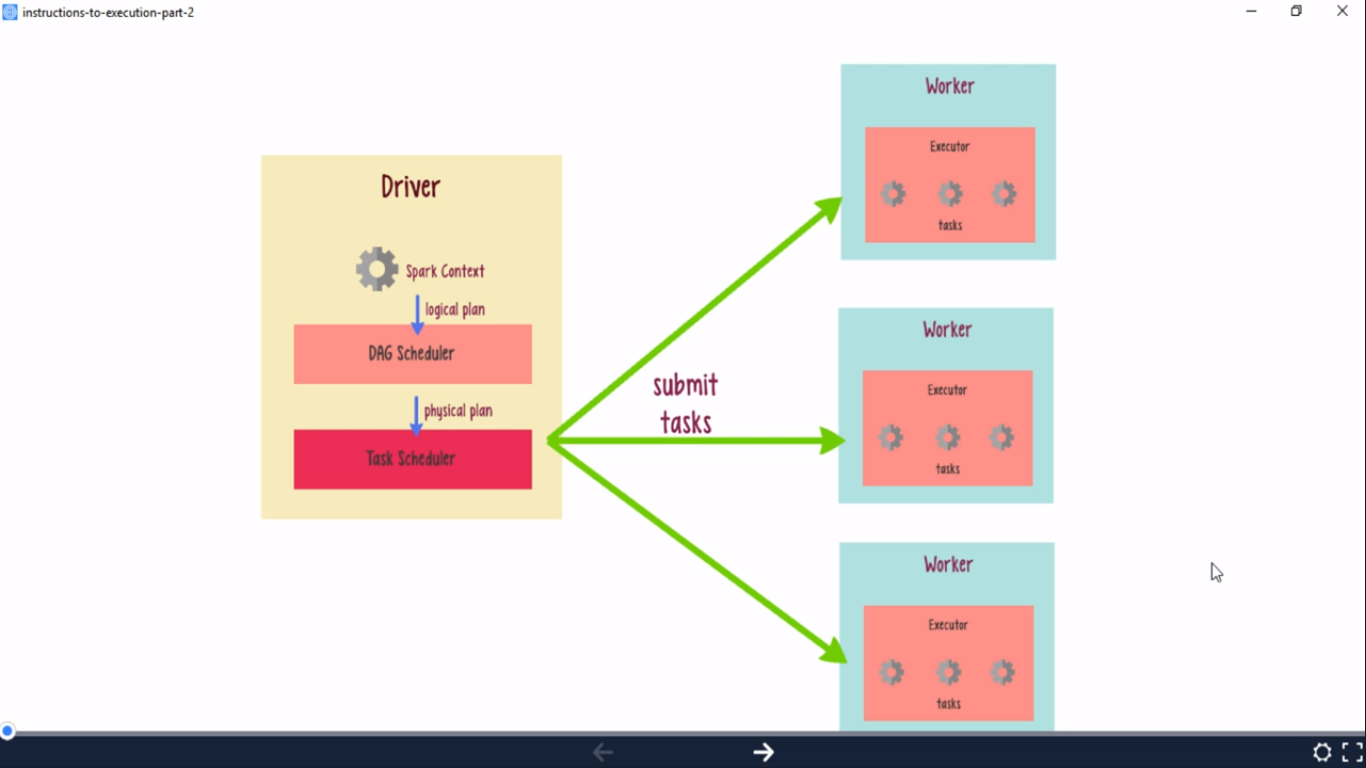 instructions-to-execution-part-2
Driver
Spark Context
logical plan
DAG Scheduler
physical plan
Task Scheduler
submit
tasks
Worker
Executor
tasks
Worker
Executor
tasks
Worker
Executor
tasks